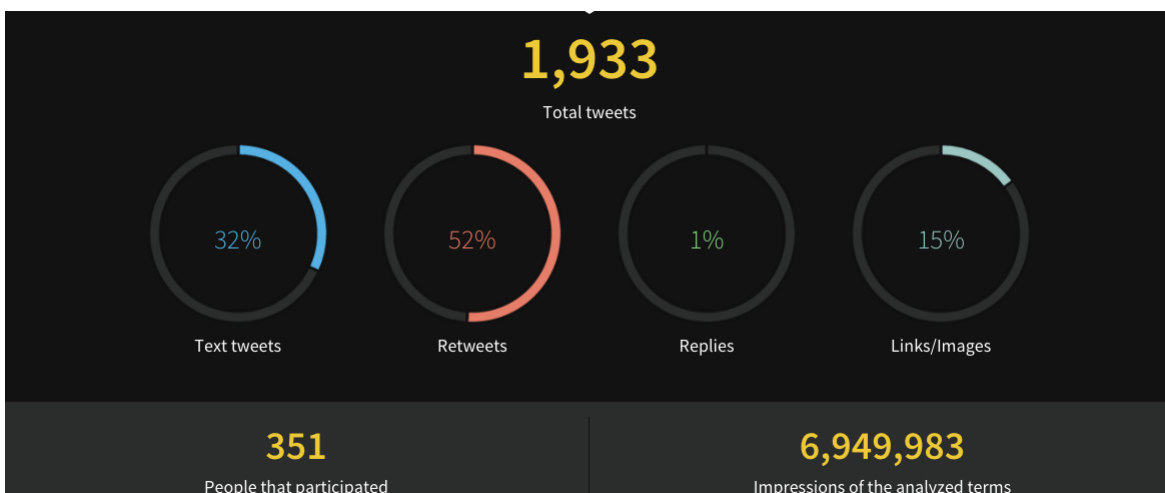 1,933
Total tweets
32%
52%
1%
15%
Text tweets
Retweets
Replies
Links/Images
351
6,949,983
People that participated
Impressions of the analyzed terms